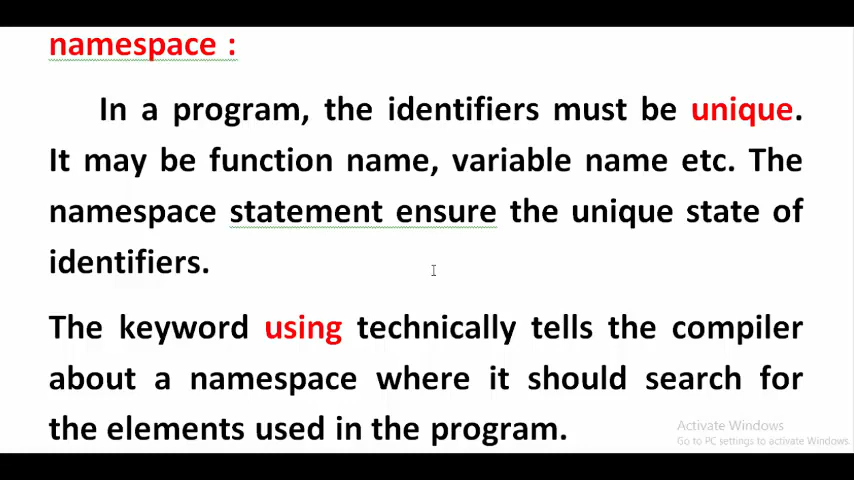 namespace :
In a program, the identifiers must be unique.
It may be function name, variable name etc. The
namespace statement ensure the unique state of
identifiers.
The keyword using technically tells the compiler
about a namespace where it should search for
the elements used in the program.
Activate Windows
Go to PC settings to activate Windows.